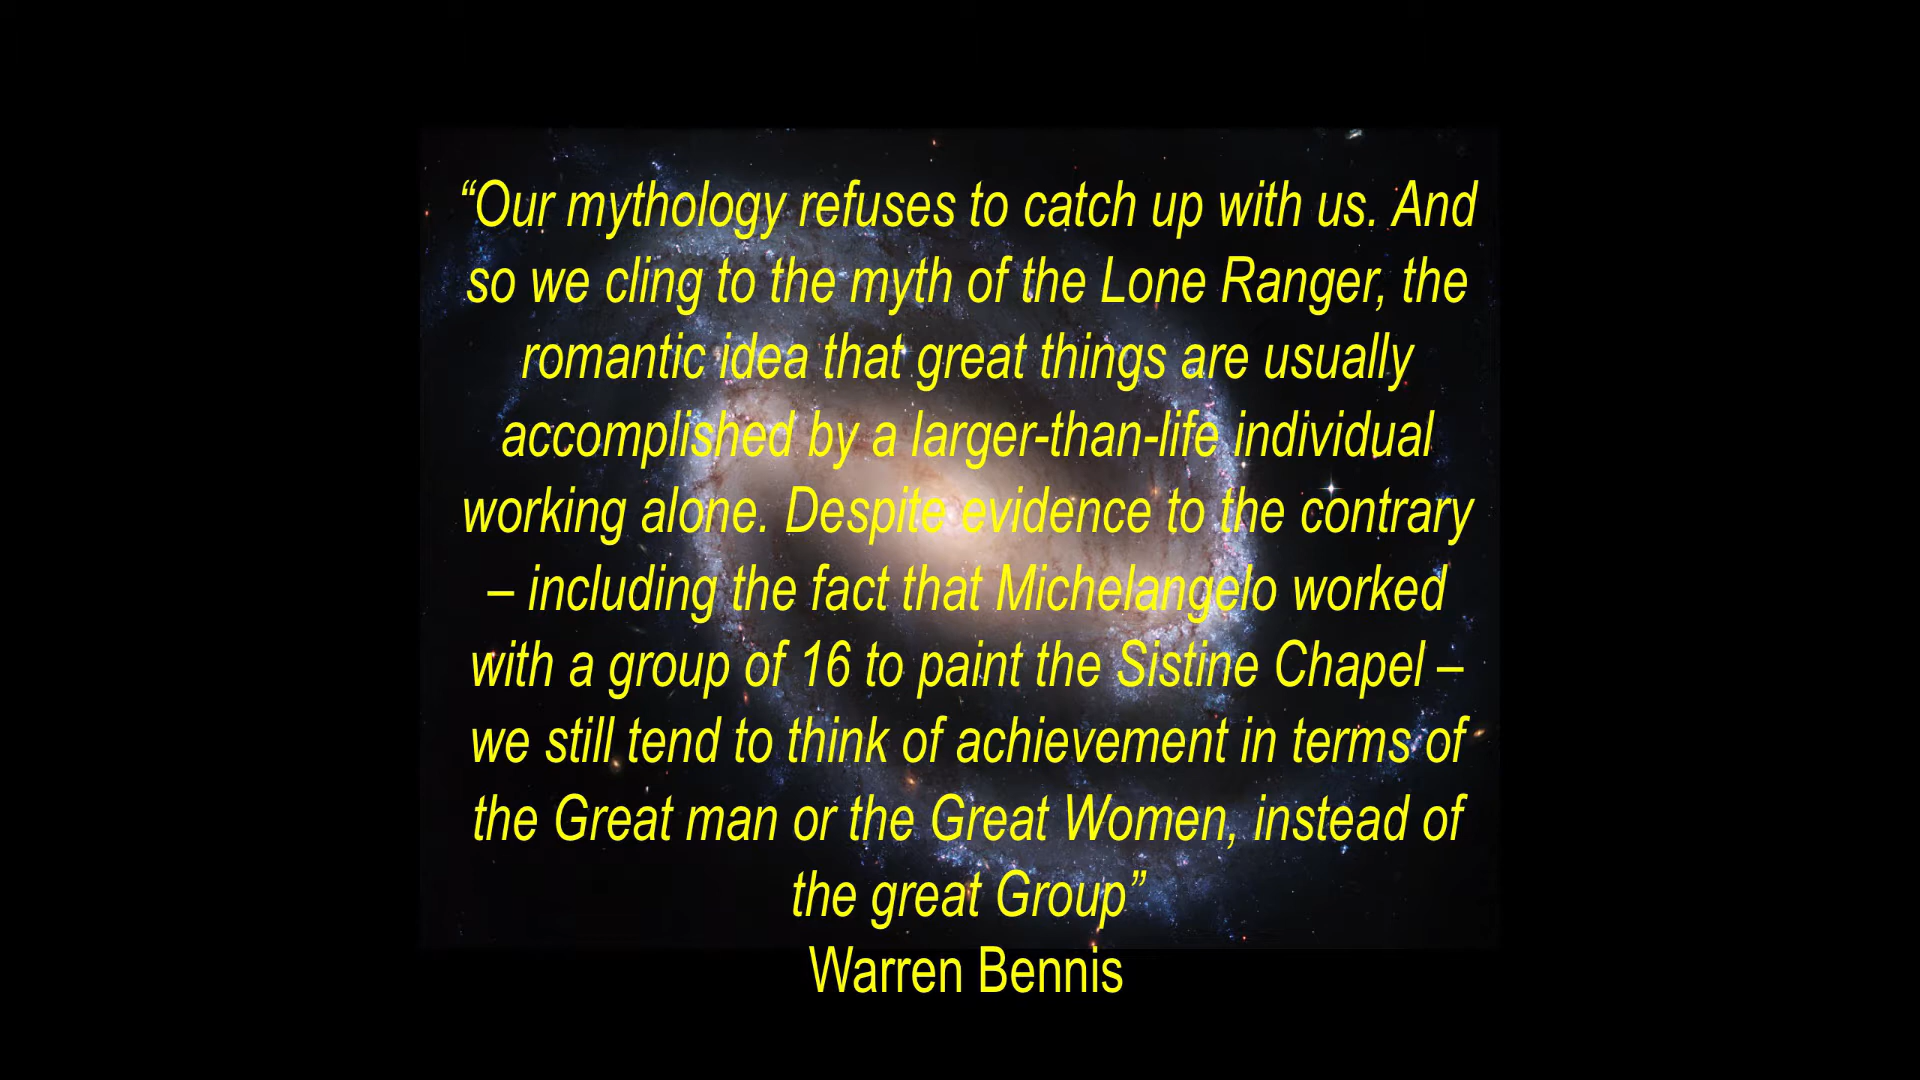 “Our mythology refuses to catch up with us. And
so we cling to the myth of the Lone Ranger, the
romantic idea that great things are usually
accomplished by a larger-than-life individual
working alone. Despite evidence to the contrary
– including the fact that Michelangelo worked
with a group of 16 to paint the Sistine Chapel –
we still tend to think of achievement in terms of
the Great man or the Great Women, instead of
the great Group”
Warren Bennis